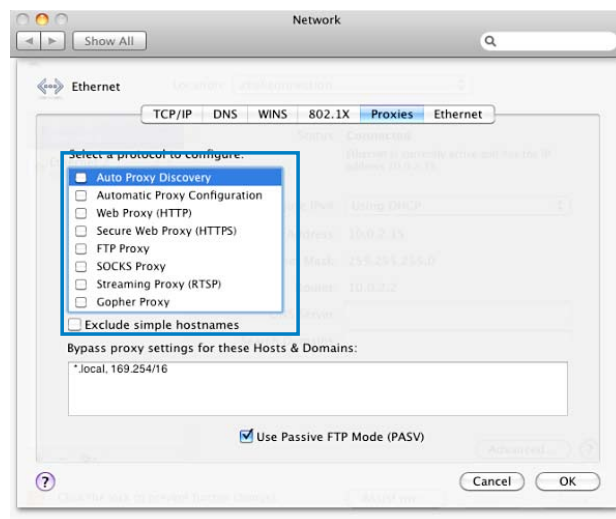 Network
Show All
Ethernet
TCP/IP DNS WINS 802.1X Proxies Ethernet
Select a protocol to configure:
Auto Proxy Discovery
Automatic Proxy Configuration
Web Proxy (HTTP)
Secure Web Proxy (HTTPS)
FTP Proxy
SOCKS Proxy
Streaming Proxy (RTSP)
Gopher Proxy
Exclude simple hostnames
Bypass proxy settings for these Hosts & Domains:
*.local, 169.254/16
Use Passive FTP Mode (PASV)
? Cancel OK